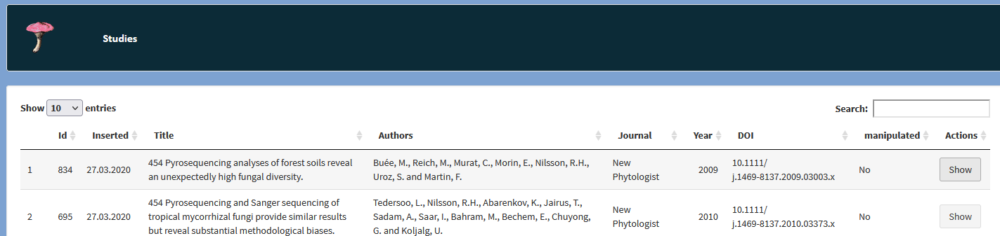 Studies
Show 10 entries
Search:
Id Inserted Title Authors Journal Year DOI manipulated Actions
1 834 27.03.2020 454 Pyrosequencing analyses of forest soils reveal an unexpectedly high fungal diversity. Buée, M., Reich, M., Murat, C., Morin, E., Nilsson, R.H., Uroz, S. and Martin, F. New Phytologist 2009 10.1111/j.1469-8137.2009.03003.x No Show
2 695 27.03.2020 454 Pyrosequencing and Sanger sequencing of tropical mycorrhizal fungi provide similar results but reveal substantial methodological biases. Tedersoo, L., Nilsson, R.H., Abarenkov, K., Jairus, T., Sadam, A., Saar, I., Bahram, M., Bechem, E., Chuyong, G. and Koljalg, U. New Phytologist 2010 10.1111/j.1469-8137.2010.03373.x No Show